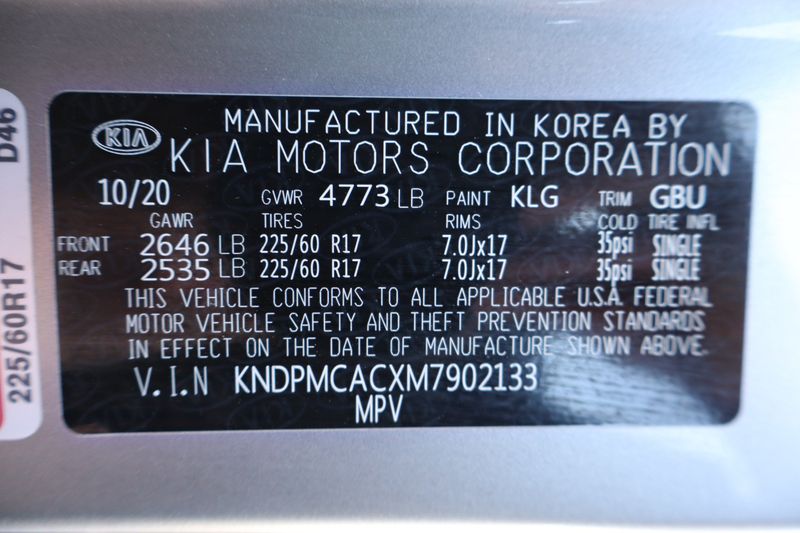 D46
225/60R17
KIA
MANUFACTURED IN KOREA BY
KIA MOTORS CORPORATION
10/20 GVWR 4773 LB PAINT KLG TRIM GBU
GAWR TIRES RIMS COLD TIRE INFL
FRONT 2646 LB 225/60 R17 7.0Jx17 35psi SINGLE
REAR 2535 LB 225/60 R17 7.0Jx17 35psi SINGLE
THIS VEHICLE CONFORMS TO ALL APPLICABLE U.S.A. FEDERAL
MOTOR VEHICLE SAFETY AND THEFT PREVENTION STANDARDS
IN EFFECT ON THE DATE OF MANUFACTURE SHOWN ABOVE.
V.I.N KNDPMCACXM7902133
MPV